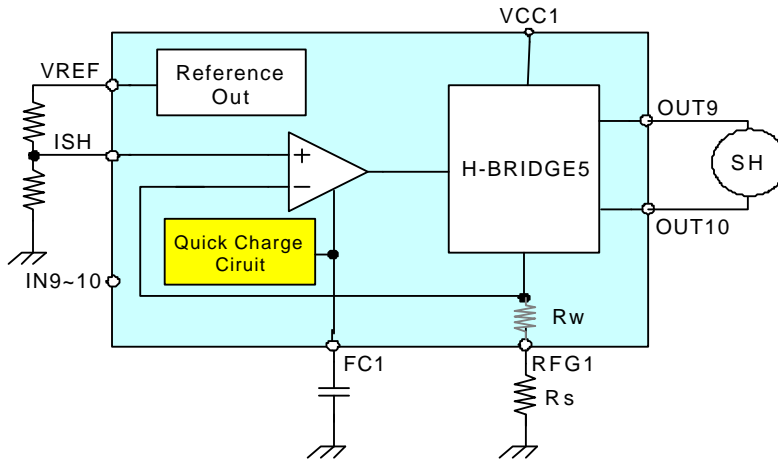 VCC1
VREF
Reference
Out
OUT9
ISH
+
−
H-BRIDGE5
SH
Quick Charge
Ciruit
OUT10
IN9~10
Rw
FC1
RFG1
Rs